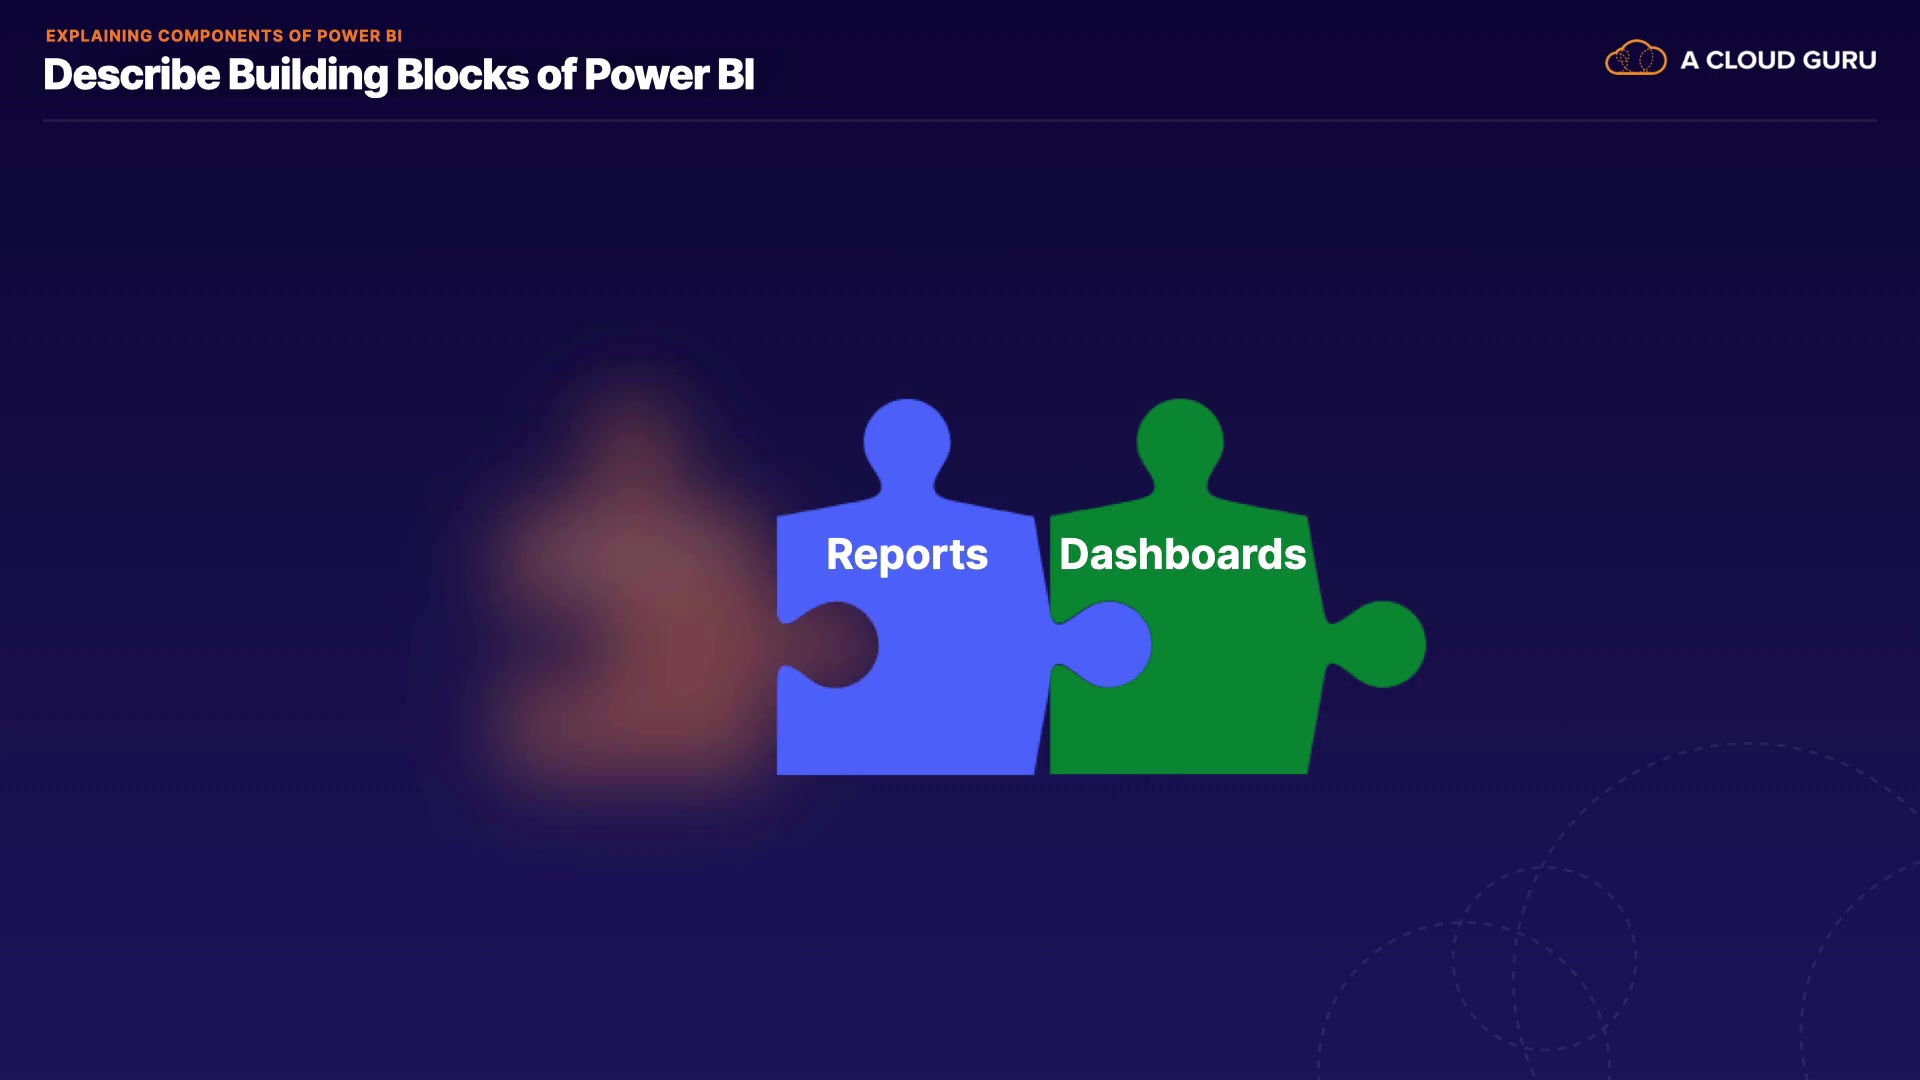 EXPLAINING COMPONENTS OF POWER BI
Describe Building Blocks of Power BI
A CLOUD GURU
Reports
Dashboards